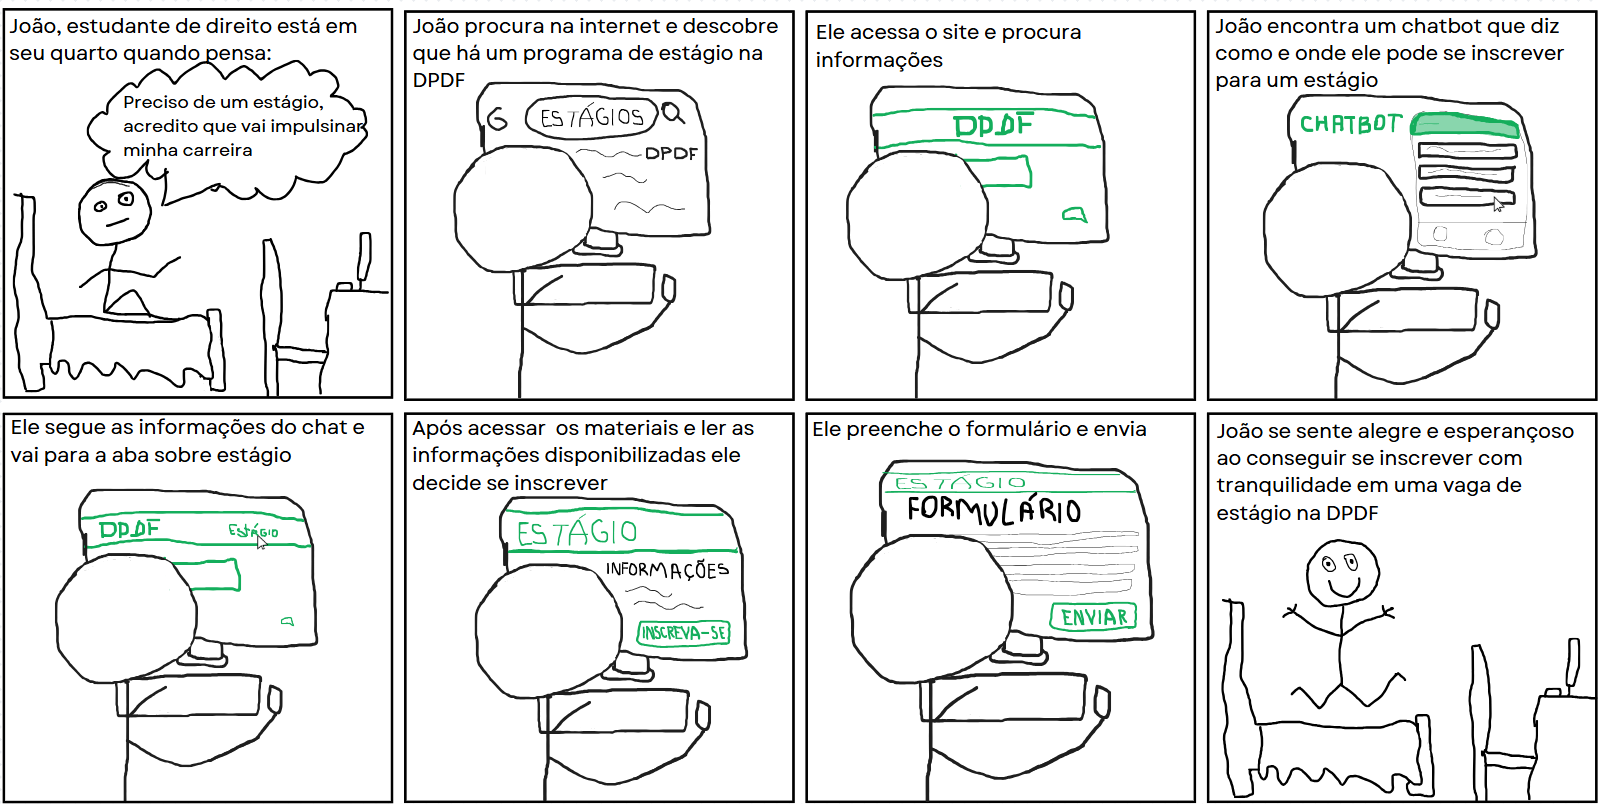 João, estudante de direito está em
seu quarto quando pensa:
Preciso de um estágio,
acredito que vai impulsinar
minha carreira
João procura na internet e descobre
que há um programa de estágio na
DPDF
G ESTÁGIOS
DPDF
Ele acessa o site e procura
informações
DPDF
João encontra um chatbot que diz
como e onde ele pode se inscrever
para um estágio
CHATBOT
Ele segue as informações do chat e
vai para a aba sobre estágio
DPDF EStÁGIO
Após acessar os materiais e ler as
informações disponibilizadas ele
decide se inscrever
ESTÁGIO
INFORMAÇÕES
INSCREVA-SE
Ele preenche o formulário e envia
ESTÁGIO
FORMULÁRIO
ENVIAR
João se sente alegre e esperançoso
ao conseguir se inscrever com
tranquilidade em uma vaga de
estágio na DPDF